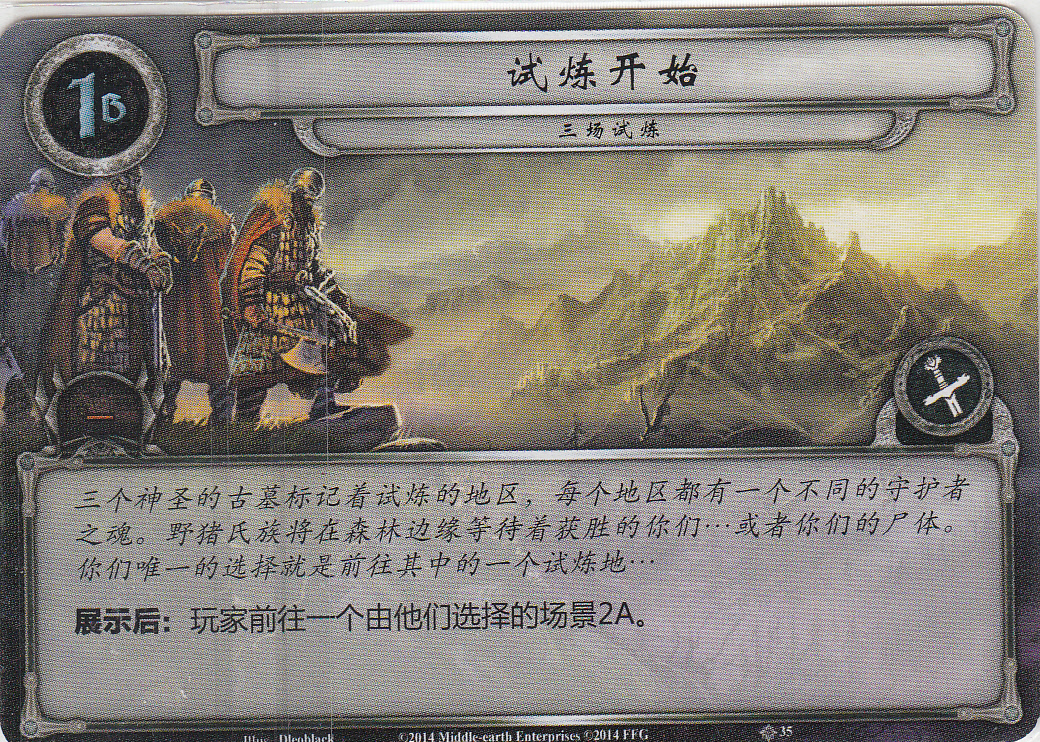 1B
试炼开始
三场试炼
—
三个神圣的古墓标记着试炼的地区，每个地区都有一个不同的守护者
之魂。野猪氏族将在森林边缘等待着获胜的你们…或者你们的尸体。
你们唯一的选择就是前往其中的一个试炼地…
展示后：玩家前往一个由他们选择的场景2A。
Illus. Dleoblack ©2014 Middle-earth Enterprises ©2014 FFG 35